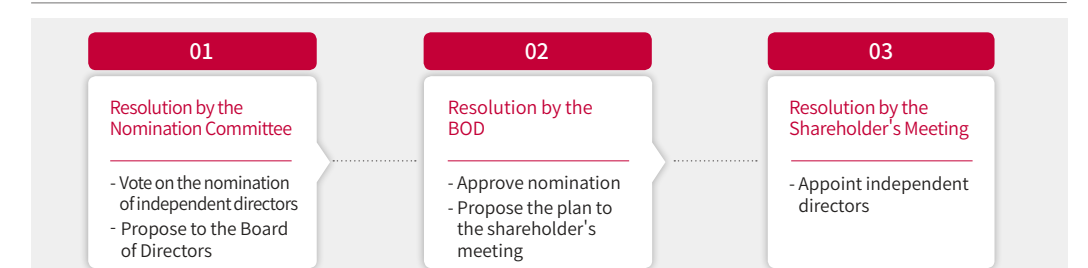 01
Resolution by the
Nomination Committee
- Vote on the nomination
of independent directors
- Propose to the Board
of Directors
02
Resolution by the
BOD
- Approve nomination
- Propose the plan to
the shareholder's
meeting
03
Resolution by the
Shareholder's Meeting
- Appoint independent
directors